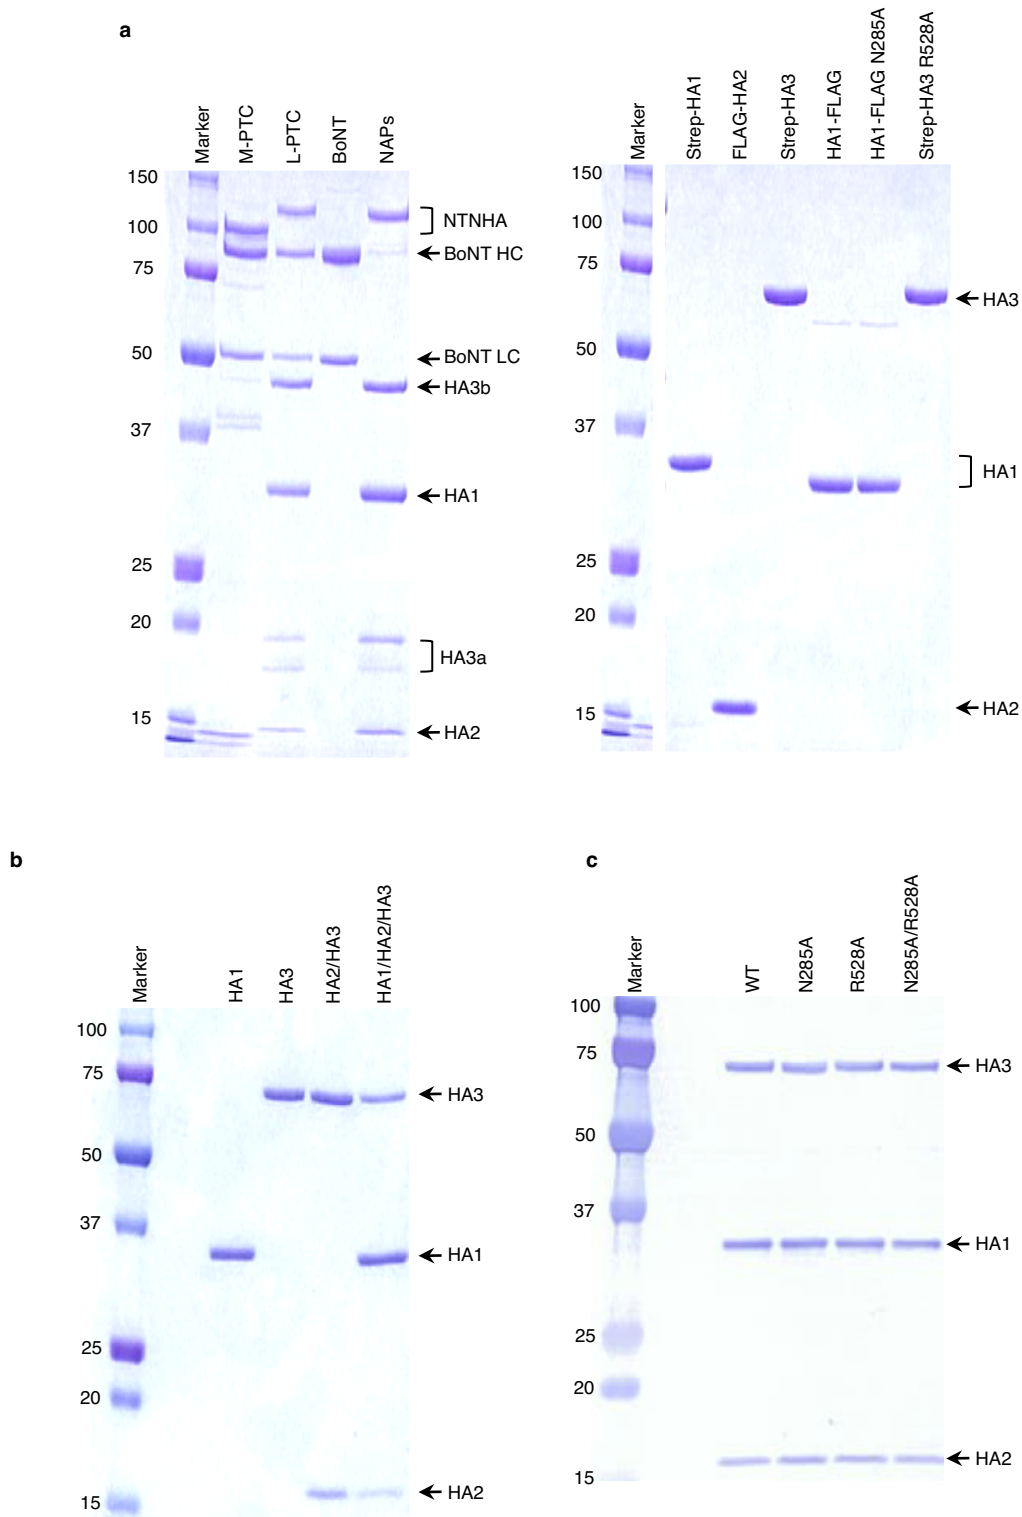 a
Marker
M-PTC
L-PTC
BoNT
NAPs
150
100
75
50
37
25
20
15
NTNHA
BoNT HC
BoNT LC
HA3b
HA1
HA3a
HA2
Marker
Strep-HA1
FLAG-HA2
Strep-HA3
HA1-FLAG
HA1-FLAG N285A
Strep-HA3 R528A
150
100
75
50
37
25
20
15
HA3
HA1
HA2
b
Marker
HA1
HA3
HA2/HA3
HA1/HA2/HA3
100
75
50
37
25
20
15
HA3
HA1
HA2
c
Marker
WT
N285A
R528A
N285A/R528A
100
75
50
37
25
20
15
HA3
HA1
HA2